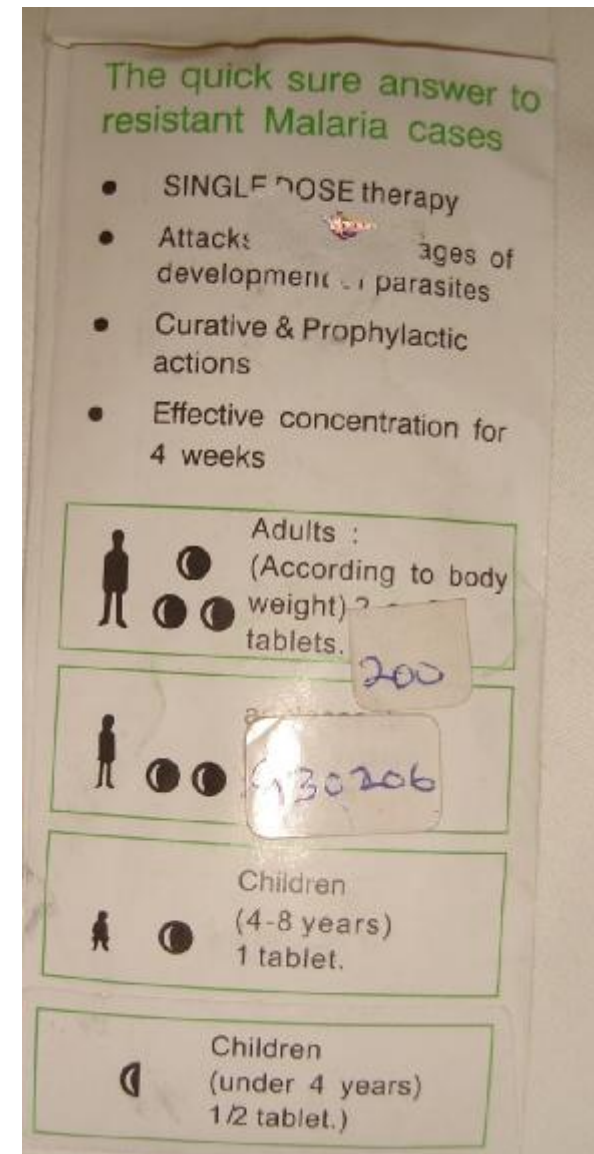 The quick sure answer to
resistant Malaria cases
• SINGLE DOSE therapy
• Attacks ages of
development parasites
• Curative & Prophylactic
actions
• Effective concentration for
4 weeks
Adults :
(According to body
weight)
tablets.
200
930206
Children
(4-8 years)
1 tablet.
Children
(under 4 years)
1/2 tablet.)